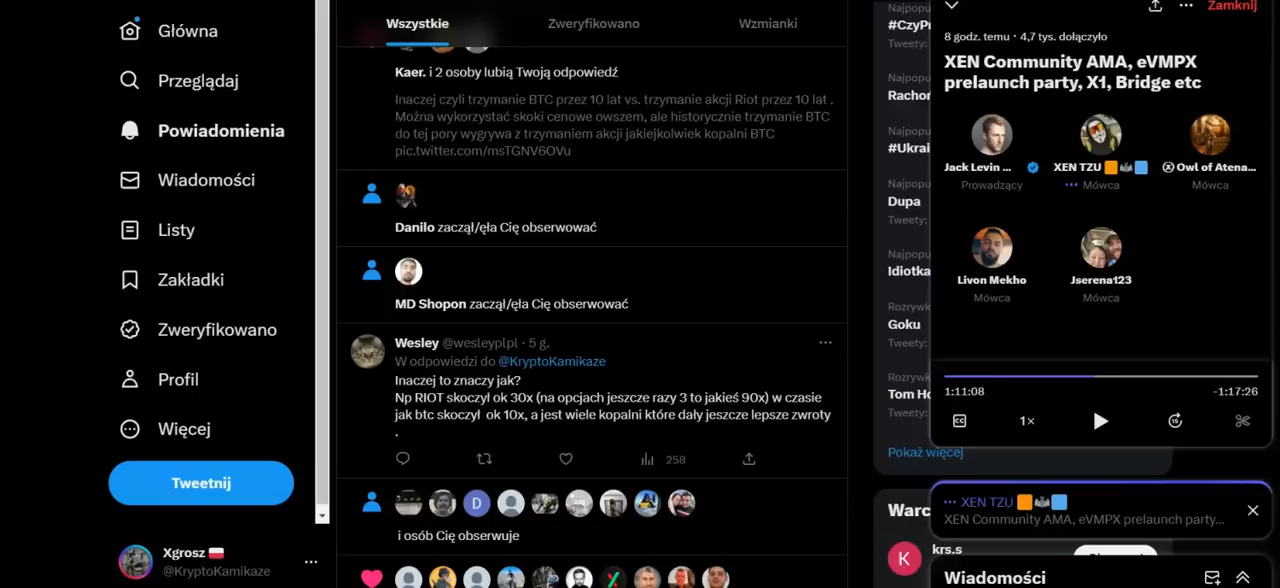 Główna
Przeglądaj
Powiadomienia
Wiadomości
Listy
Zakładki
Zweryfikowano
Profil
Więcej
Tweetnij
Xgrosz
@KryptoKamikaze
Wszystkie
Zweryfikowano
Wzmianki
Kaer. i 2 osoby lubią Twoją odpowiedź
Inaczej czyli trzymanie BTC przez 10 lat vs. trzymanie akcji Riot przez 10 lat .
Można wykorzystać skoki cenowe owszem, ale historycznie trzymanie BTC
do tej pory wygrywa z trzymaniem akcji jakiejkolwiek kopalni BTC
pic.twitter.com/msTGNV6OVu
Danilo zaczął/ęła Cię obserwować
MD Shopon zaczął/ęła Cię obserwować
Wesley @wesleyplpl · 5 g.
W odpowiedzi do @KryptoKamikaze
Inaczej to znaczy jak?
Np RIOT skoczył ok 30x (na opcjach jeszcze razy 3 to jakieś 90x) w czasie
jak btc skoczył ok 10x, a jest wiele kopalni które daly jeszcze lepsze zwroty
.
258
D
i osób Cię obserwuje
Najpopu
#CzyPr
Tweety:
Najpopu
Rachor
Najpopu
#Ukrai
Najpopu
Dupa
Tweety:
Najpopu
Idiotka
Rozrywk
Goku
Tweety:
Rozrywk
Tom Ho
Tweety:
Pokaż więcej
Warc
K
krs.s
Zamknij
8 godz. temu · 4,7 tys. dołączyło
XEN Community AMA, eVMPX
prelaunch party, X1, Bridge etc
Jack Levin ...
Prowadzący
XEN TZU
Mówca
Owl of Atena...
Mówca
Livon Mekho
Mówca
Jserena123
Mówca
1:11:08
-1:17:26
CC
1×
15
XEN TZU
XEN Community AMA, eVMPX prelaunch party...
Wiadomości